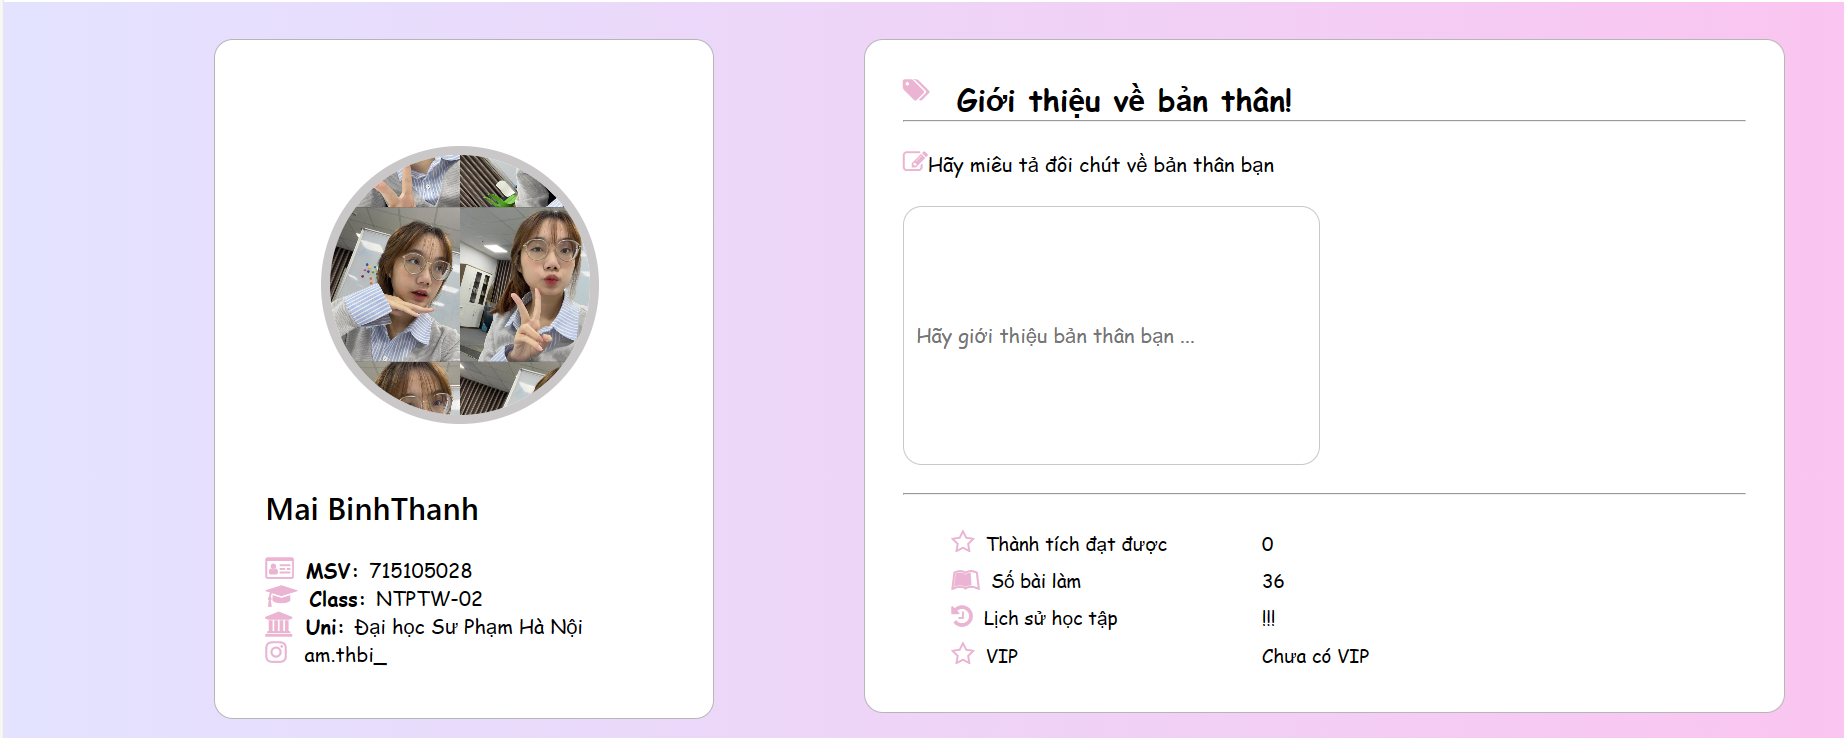 Mai BinhThanh
MSV: 715105028
Class: NTPTW-02
Uni: Đại học Sư Phạm Hà Nội
am.thbi_
Giới thiệu về bản thân!
Hãy miêu tả đôi chút về bản thân bạn
Hãy giới thiệu bản thân bạn ...
Thành tích đạt được 0
Số bài làm 36
Lịch sử học tập !!!
VIP Chưa có VIP